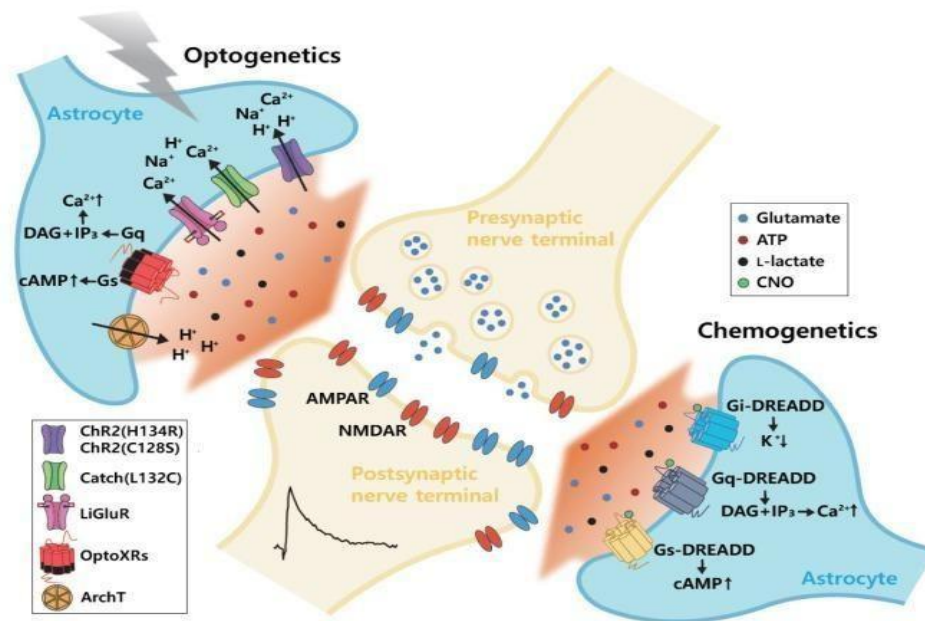 Optogenetics
Astrocyte
Ca²⁺
Na⁺
H⁺ H⁺
H⁺ Ca²⁺
Na⁺
Ca²⁺
Ca²⁺↑
DAG+IP₃←Gq
cAMP↑←Gs
H⁺
H⁺ H⁺
ChR2(H134R)
ChR2(C128S)
Catch(L132C)
LiGluR
OptoXRs
ArchT
Presynaptic
nerve terminal
AMPAR
NMDAR
Postsynaptic
nerve terminal
Glutamate
ATP
L-lactate
CNO
Chemogenetics
Gi-DREADD
K⁺↓
Gq-DREADD
DAG+IP₃→Ca²⁺↑
Gs-DREADD
cAMP↑
Astrocyte